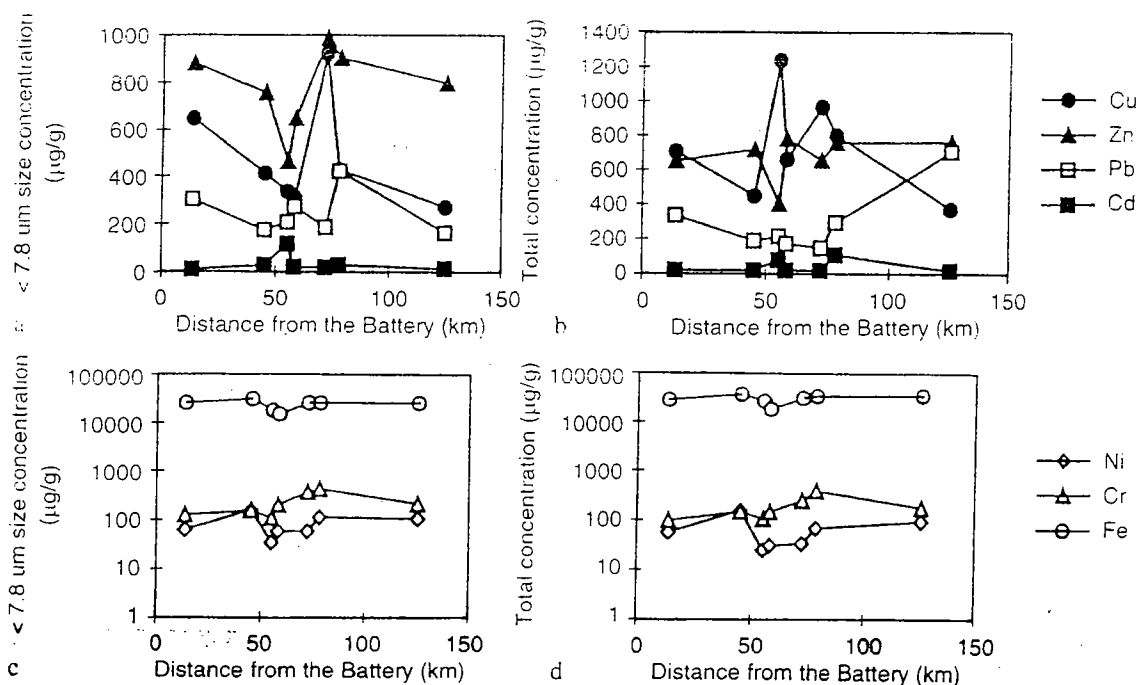 < 7.8 um size concentration
(µg/g)
1000
800
600
400
200
0
0
50
100
150
Distance from the Battery (km)
Total concentration (µg/g)
1400
1200
1000
800
600
400
200
0
0
50
100
150
b
Distance from the Battery (km)
Cu
Zn
Pb
Cd
< 7.8 um size concentration
(µg/g)
100000
10000
1000
100
10
1
0
50
100
150
c
Distance from the Battery (km)
Total concentration (µg/g)
100000
10000
1000
100
10
1
0
50
100
150
d
Distance from the Battery (km)
Ni
Cr
Fe